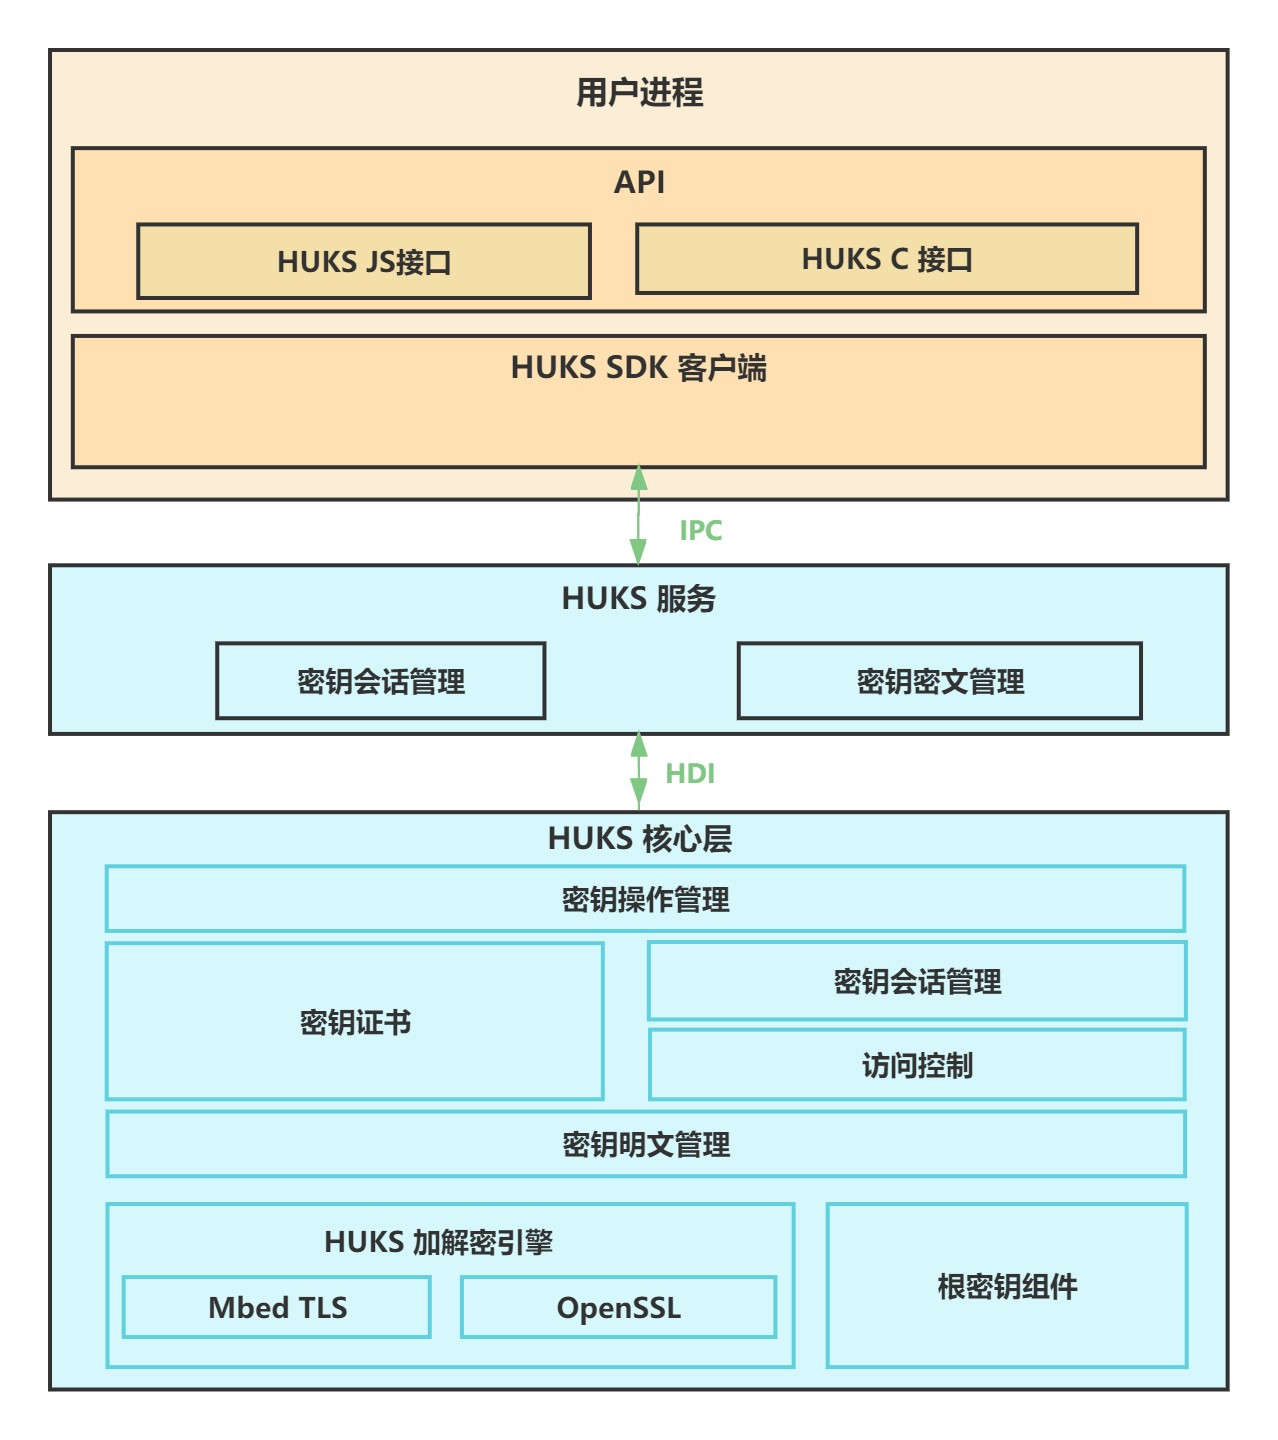 用户进程
API
HUKS JS接口
HUKS C 接口
HUKS SDK 客户端
IPC
HUKS 服务
密钥会话管理
密钥密文管理
HDI
HUKS 核心层
密钥操作管理
密钥证书
密钥会话管理
访问控制
密钥明文管理
HUKS 加解密引擎
Mbed TLS
OpenSSL
根密钥组件